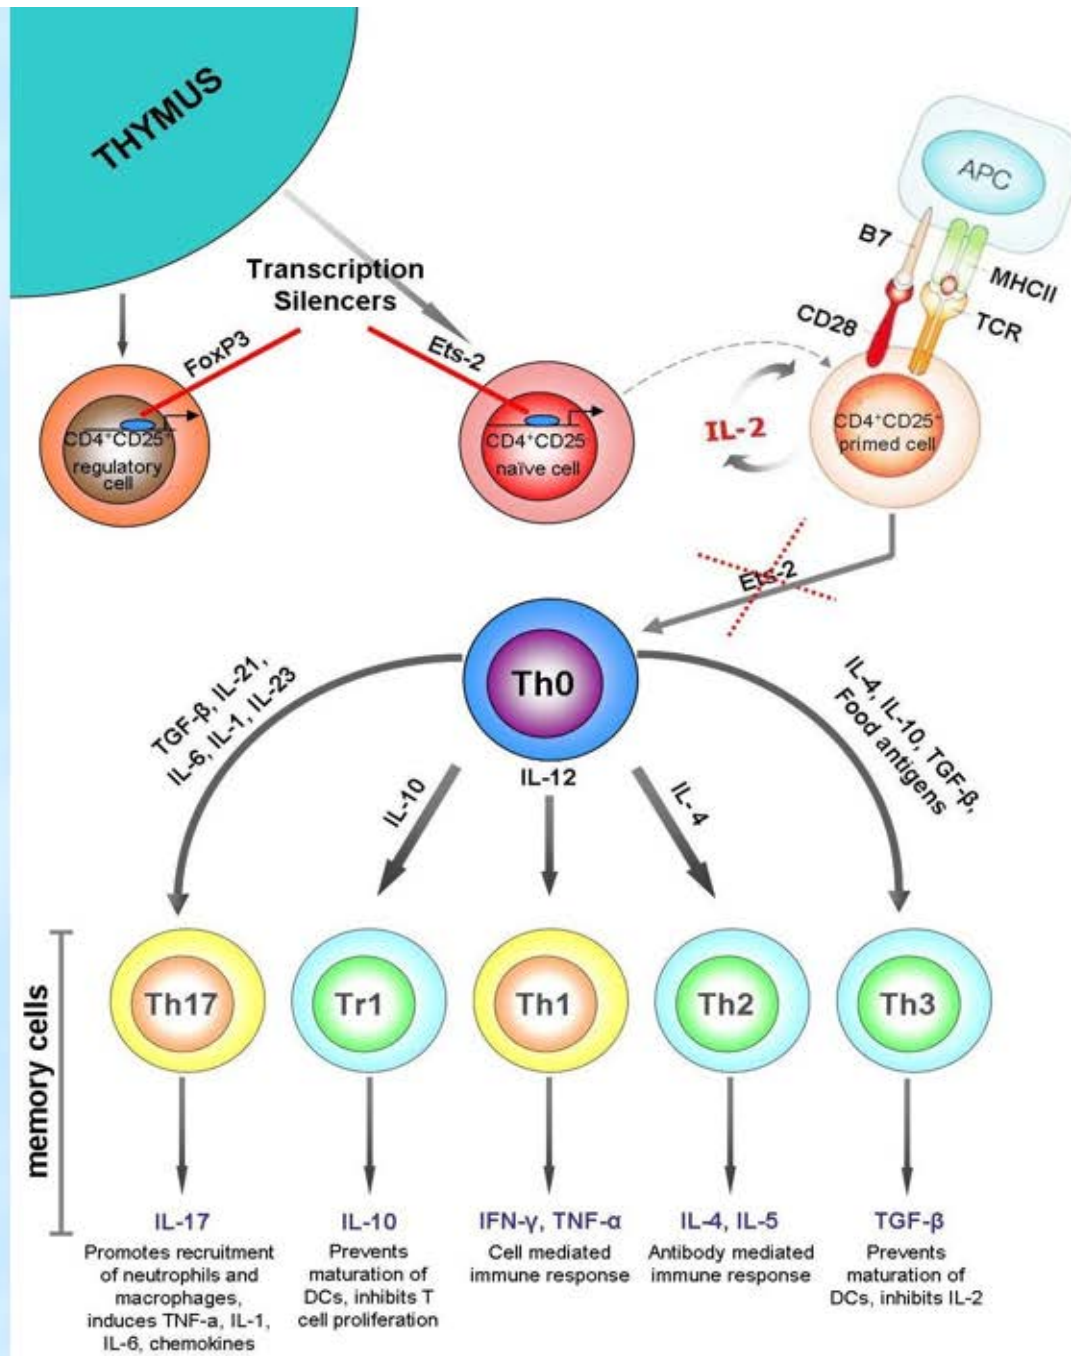 THYMUS
Transcription
Silencers
FoxP3
Ets-2
CD4⁺CD25⁺
regulatory
cell
CD4⁺CD25⁻
naïve cell
APC
B7
MHCII
CD28
TCR
IL-2
CD4⁺CD25⁺
primed cell
Ets-2
Th0
TGF-β, IL-21,
IL-6, IL-1, IL-23
IL-10
IL-12
IL-4
IL-4, IL-10, TGF-β,
Food antigens
memory cells
Th17
Tr1
Th1
Th2
Th3
IL-17
Promotes recruitment
of neutrophils and
macrophages,
induces TNF-a, IL-1,
IL-6, chemokines
IL-10
Prevents
maturation of
DCs, inhibits T
cell proliferation
IFN-γ, TNF-α
Cell mediated
immune response
IL-4, IL-5
Antibody mediated
immune response
TGF-β
Prevents
maturation of
DCs, inhibits IL-2